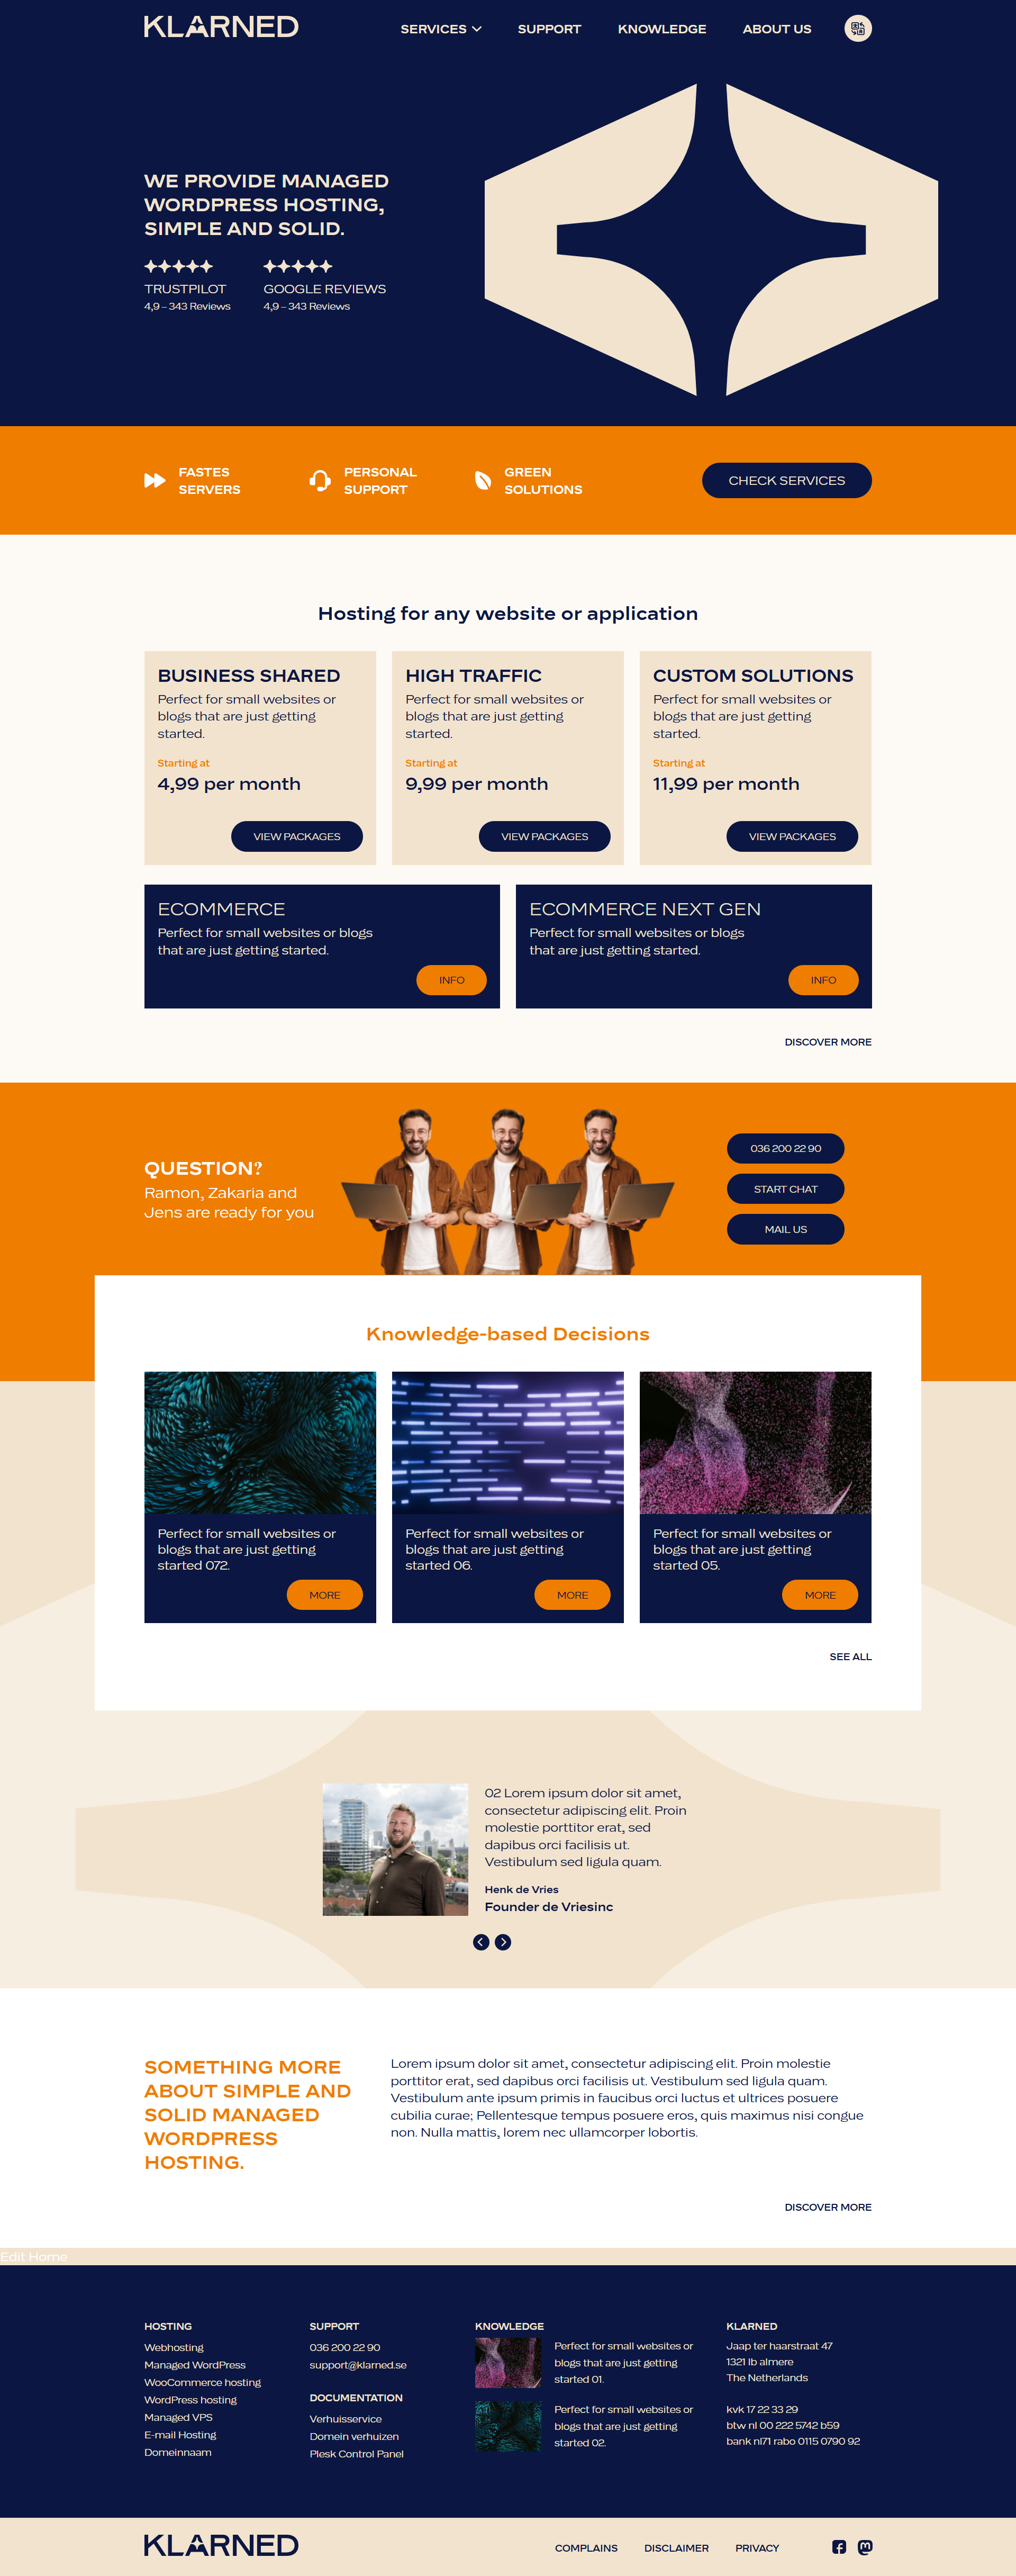 KLARNED
SERVICES
SUPPORT
KNOWLEDGE
ABOUT US
WE PROVIDE MANAGED
WORDPRESS HOSTING,
SIMPLE AND SOLID.
TRUSTPILOT
4,9 – 343 Reviews
GOOGLE REVIEWS
4,9 – 343 Reviews
FASTES
SERVERS
PERSONAL
SUPPORT
GREEN
SOLUTIONS
CHECK SERVICES
Hosting for any website or application
BUSINESS SHARED
Perfect for small websites or
blogs that are just getting
started.
Starting at
4,99 per month
VIEW PACKAGES
HIGH TRAFFIC
Perfect for small websites or
blogs that are just getting
started.
Starting at
9,99 per month
VIEW PACKAGES
CUSTOM SOLUTIONS
Perfect for small websites or
blogs that are just getting
started.
Starting at
11,99 per month
VIEW PACKAGES
ECOMMERCE
Perfect for small websites or blogs
that are just getting started.
INFO
ECOMMERCE NEXT GEN
Perfect for small websites or blogs
that are just getting started.
INFO
DISCOVER MORE
QUESTION?
Ramon, Zakaria and
Jens are ready for you
036 200 22 90
START CHAT
MAIL US
Knowledge-based Decisions
Perfect for small websites or
blogs that are just getting
started 072.
MORE
Perfect for small websites or
blogs that are just getting
started 06.
MORE
Perfect for small websites or
blogs that are just getting
started 05.
MORE
SEE ALL
02 Lorem ipsum dolor sit amet,
consectetur adipiscing elit. Proin
molestie porttitor erat, sed
dapibus orci facilisis ut.
Vestibulum sed ligula quam.
Henk de Vries
Founder de Vriesinc
SOMETHING MORE
ABOUT SIMPLE AND
SOLID MANAGED
WORDPRESS
HOSTING.
Lorem ipsum dolor sit amet, consectetur adipiscing elit. Proin molestie
porttitor erat, sed dapibus orci facilisis ut. Vestibulum sed ligula quam.
Vestibulum ante ipsum primis in faucibus orci luctus et ultrices posuere
cubilia curae; Pellentesque tempus posuere eros, quis maximus nisi congue
non. Nulla mattis, lorem nec ullamcorper lobortis.
DISCOVER MORE
Edit Home
HOSTING
Webhosting
Managed WordPress
WooCommerce hosting
WordPress hosting
Managed VPS
E-mail Hosting
Domeinnaam
SUPPORT
036 200 22 90
support@klarned.se
DOCUMENTATION
Verhuisservice
Domein verhuizen
Plesk Control Panel
KNOWLEDGE
Perfect for small websites or
blogs that are just getting
started 01.
Perfect for small websites or
blogs that are just getting
started 02.
KLARNED
Jaap ter haarstraat 47
1321 lb almere
The Netherlands
kvk 17 22 33 29
btw nl 00 222 5742 b59
bank nl71 rabo 0115 0790 92
KLARNED
COMPLAINS
DISCLAIMER
PRIVACY